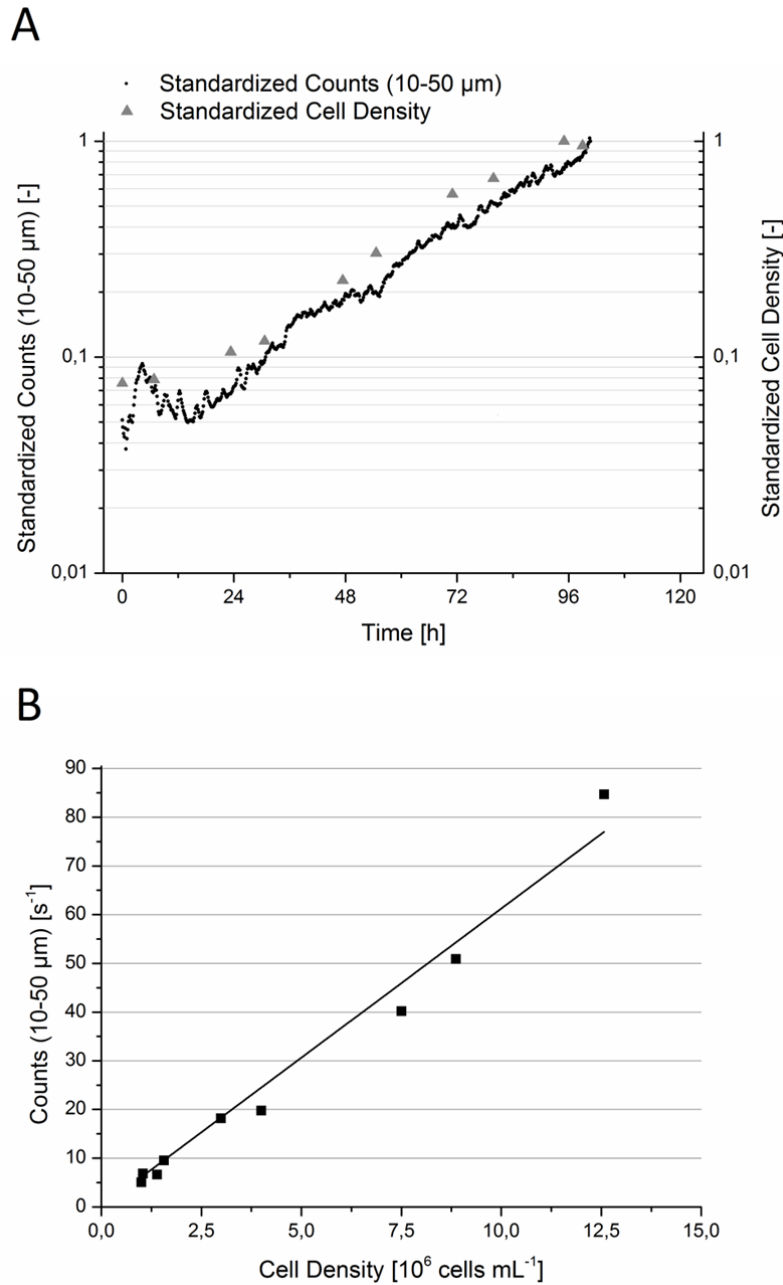 A
Standardized Counts (10-50 µm)
Standardized Cell Density
Standardized Counts (10-50 µm) [-]
1
0,1
0,01
1
0,1
0,01
Standardized Cell Density [-]
0 24 48 72 96 120
Time [h]
B
Counts (10-50 µm) [s⁻¹]
90
80
70
60
50
40
30
20
10
0
0,0 2,5 5,0 7,5 10,0 12,5 15,0
Cell Density [10⁶ cells mL⁻¹]